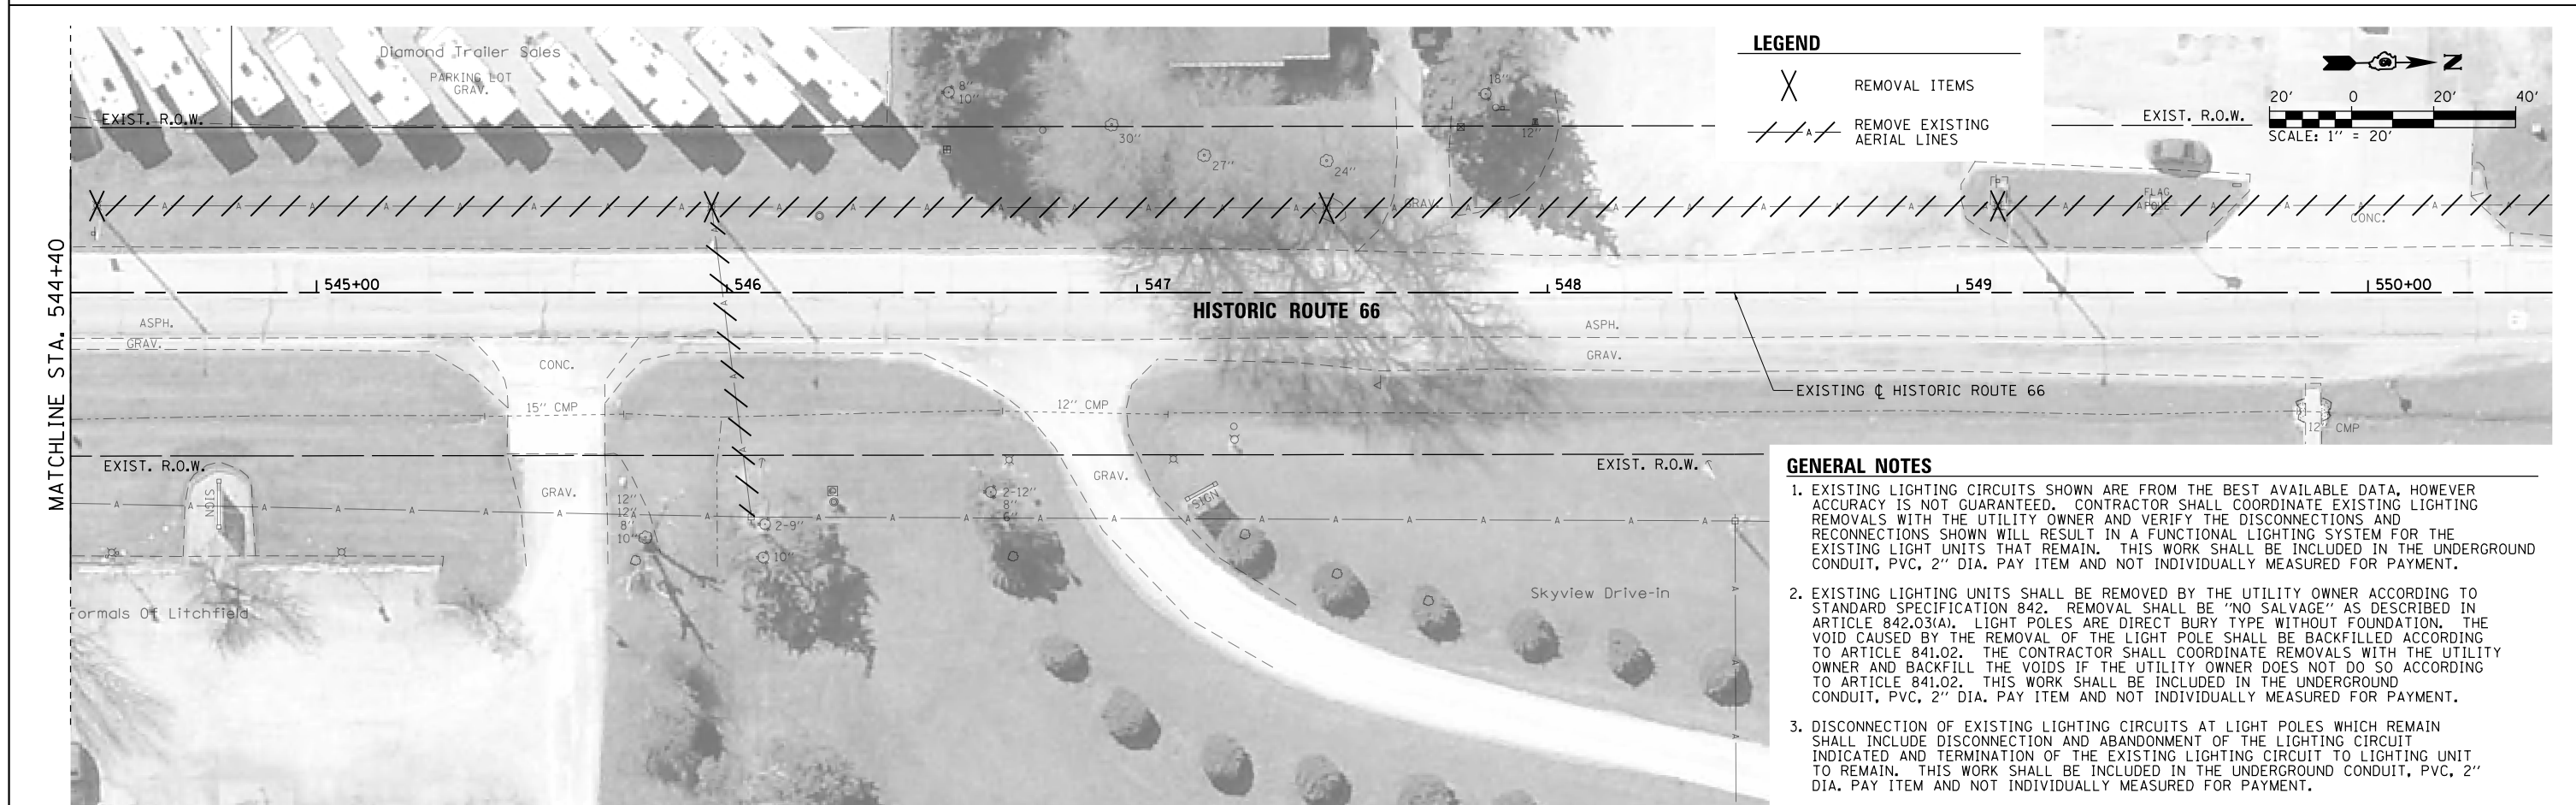 Diamond Trailer Sales
PARKING LOT
GRAV.
EXIST. R.O.W.
8"
10"
30"
27"
24"
18"
12"
GRAV.
LEGEND
REMOVAL ITEMS
A
REMOVE EXISTING
AERIAL LINES
EXIST. R.O.W.
N
20' 0 20' 40'
SCALE: 1" = 20'
FLAG
POLE
CONC.
MATCHLINE STA. 544+40
545+00
546
547
548
549
550+00
HISTORIC ROUTE 66
ASPH.
GRAV.
CONC.
ASPH.
GRAV.
EXISTING ℄ HISTORIC ROUTE 66
15" CMP
12" CMP
12" CMP
EXIST. R.O.W.
EXIST. R.O.W.
SIGN
GRAV.
12"
12"
8"
10"
2-9"
10"
2-12"
8"
6"
GRAV.
SIGN
ormals Of Litchfield
Skyview Drive-in
GENERAL NOTES
1. EXISTING LIGHTING CIRCUITS SHOWN ARE FROM THE BEST AVAILABLE DATA, HOWEVER
ACCURACY IS NOT GUARANTEED. CONTRACTOR SHALL COORDINATE EXISTING LIGHTING
REMOVALS WITH THE UTILITY OWNER AND VERIFY THE DISCONNECTIONS AND
RECONNECTIONS SHOWN WILL RESULT IN A FUNCTIONAL LIGHTING SYSTEM FOR THE
EXISTING LIGHT UNITS THAT REMAIN. THIS WORK SHALL BE INCLUDED IN THE UNDERGROUND
CONDUIT, PVC, 2" DIA. PAY ITEM AND NOT INDIVIDUALLY MEASURED FOR PAYMENT.
2. EXISTING LIGHTING UNITS SHALL BE REMOVED BY THE UTILITY OWNER ACCORDING TO
STANDARD SPECIFICATION 842. REMOVAL SHALL BE "NO SALVAGE" AS DESCRIBED IN
ARTICLE 842.03(A). LIGHT POLES ARE DIRECT BURY TYPE WITHOUT FOUNDATION. THE
VOID CAUSED BY THE REMOVAL OF THE LIGHT POLE SHALL BE BACKFILLED ACCORDING
TO ARTICLE 841.02. THE CONTRACTOR SHALL COORDINATE REMOVALS WITH THE UTILITY
OWNER AND BACKFILL THE VOIDS IF THE UTILITY OWNER DOES NOT DO SO ACCORDING
TO ARTICLE 841.02. THIS WORK SHALL BE INCLUDED IN THE UNDERGROUND
CONDUIT, PVC, 2" DIA. PAY ITEM AND NOT INDIVIDUALLY MEASURED FOR PAYMENT.
3. DISCONNECTION OF EXISTING LIGHTING CIRCUITS AT LIGHT POLES WHICH REMAIN
SHALL INCLUDE DISCONNECTION AND ABANDONMENT OF THE LIGHTING CIRCUIT
INDICATED AND TERMINATION OF THE EXISTING LIGHTING CIRCUIT TO LIGHTING UNIT
TO REMAIN. THIS WORK SHALL BE INCLUDED IN THE UNDERGROUND CONDUIT, PVC, 2"
DIA. PAY ITEM AND NOT INDIVIDUALLY MEASURED FOR PAYMENT.